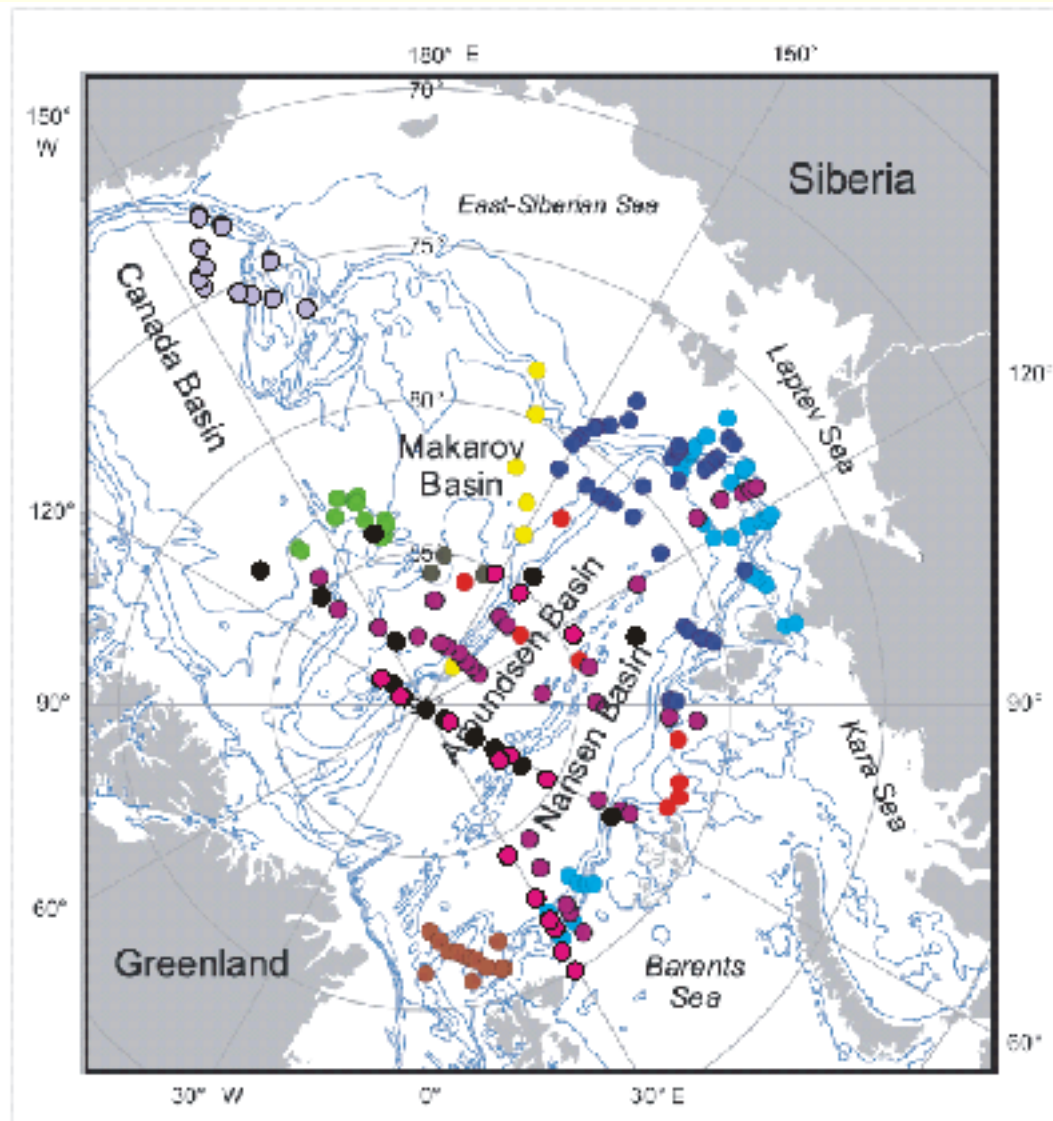 180° E
150°
70°
150°
W
Siberia
East-Siberian Sea
75°
Canada Basin
Laptev Sea
120°
80°
Makarov
Basin
120°
85°
Amundsen Basin
Nansen Basin
90°
90°
Kara Sea
60°
Greenland
Barents
Sea
60°
30° W
0°
30° E